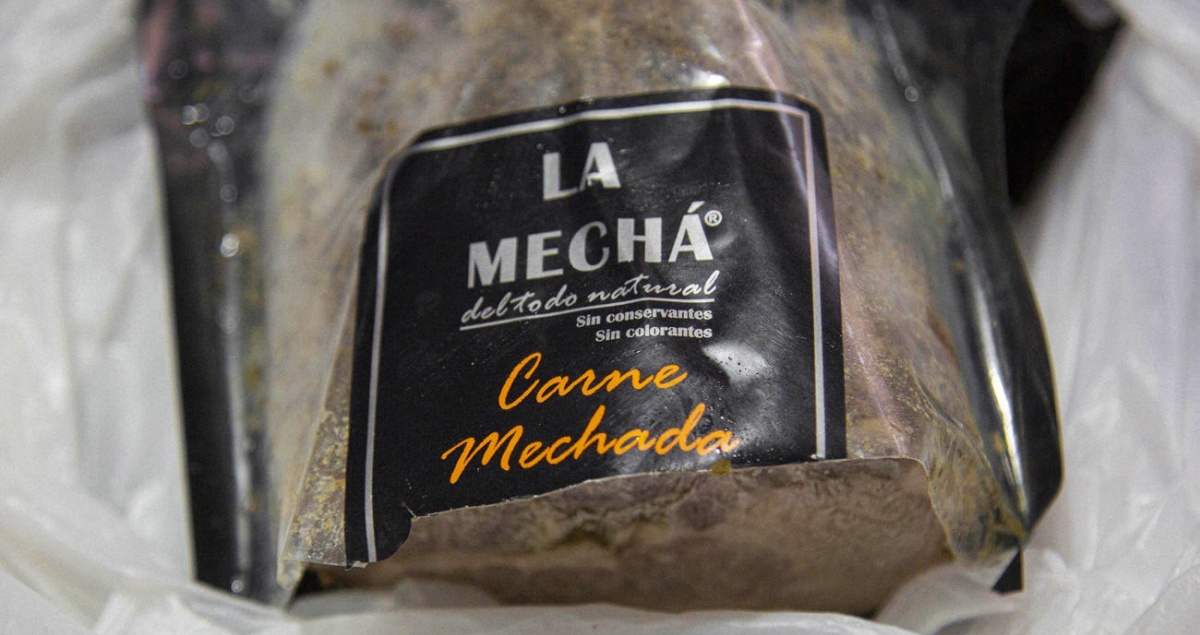 LA
MECHÁ®
del todo natural
Sin conservantes
Sin colorantes
Carne
Mechada